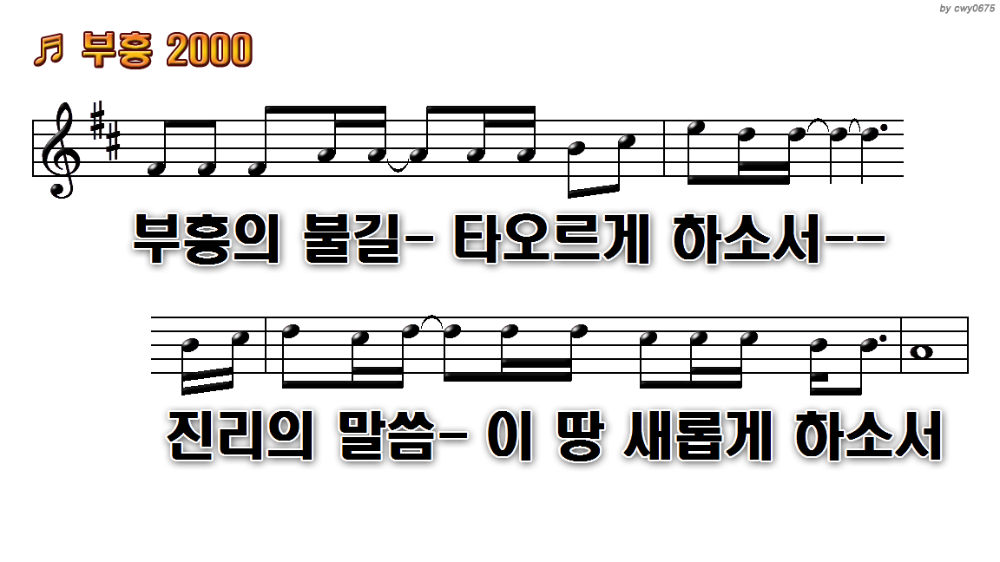 by cwy0675
♬ 부흥 2000
부흥의 불길- 타오르게 하소서--
진리의 말씀- 이 땅 새롭게 하소서